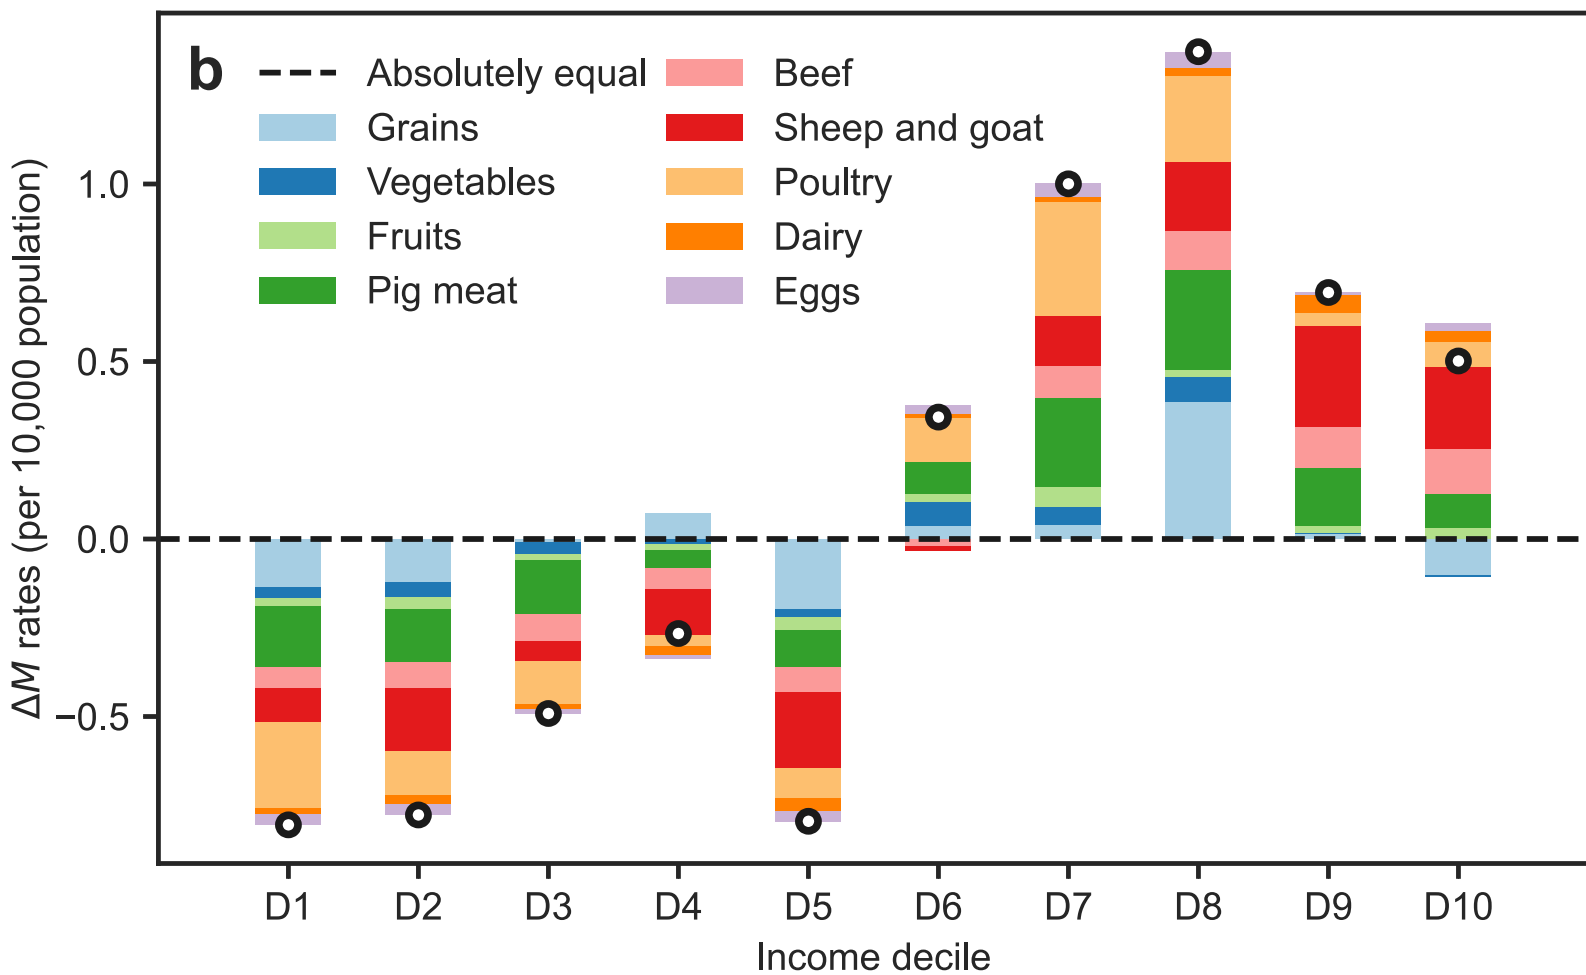 b
Absolutely equal
Grains
Vegetables
Fruits
Pig meat
Beef
Sheep and goat
Poultry
Dairy
Eggs
ΔM rates (per 10,000 population)
1.0
0.5
0.0
−0.5
D1 D2 D3 D4 D5 D6 D7 D8 D9 D10
Income decile